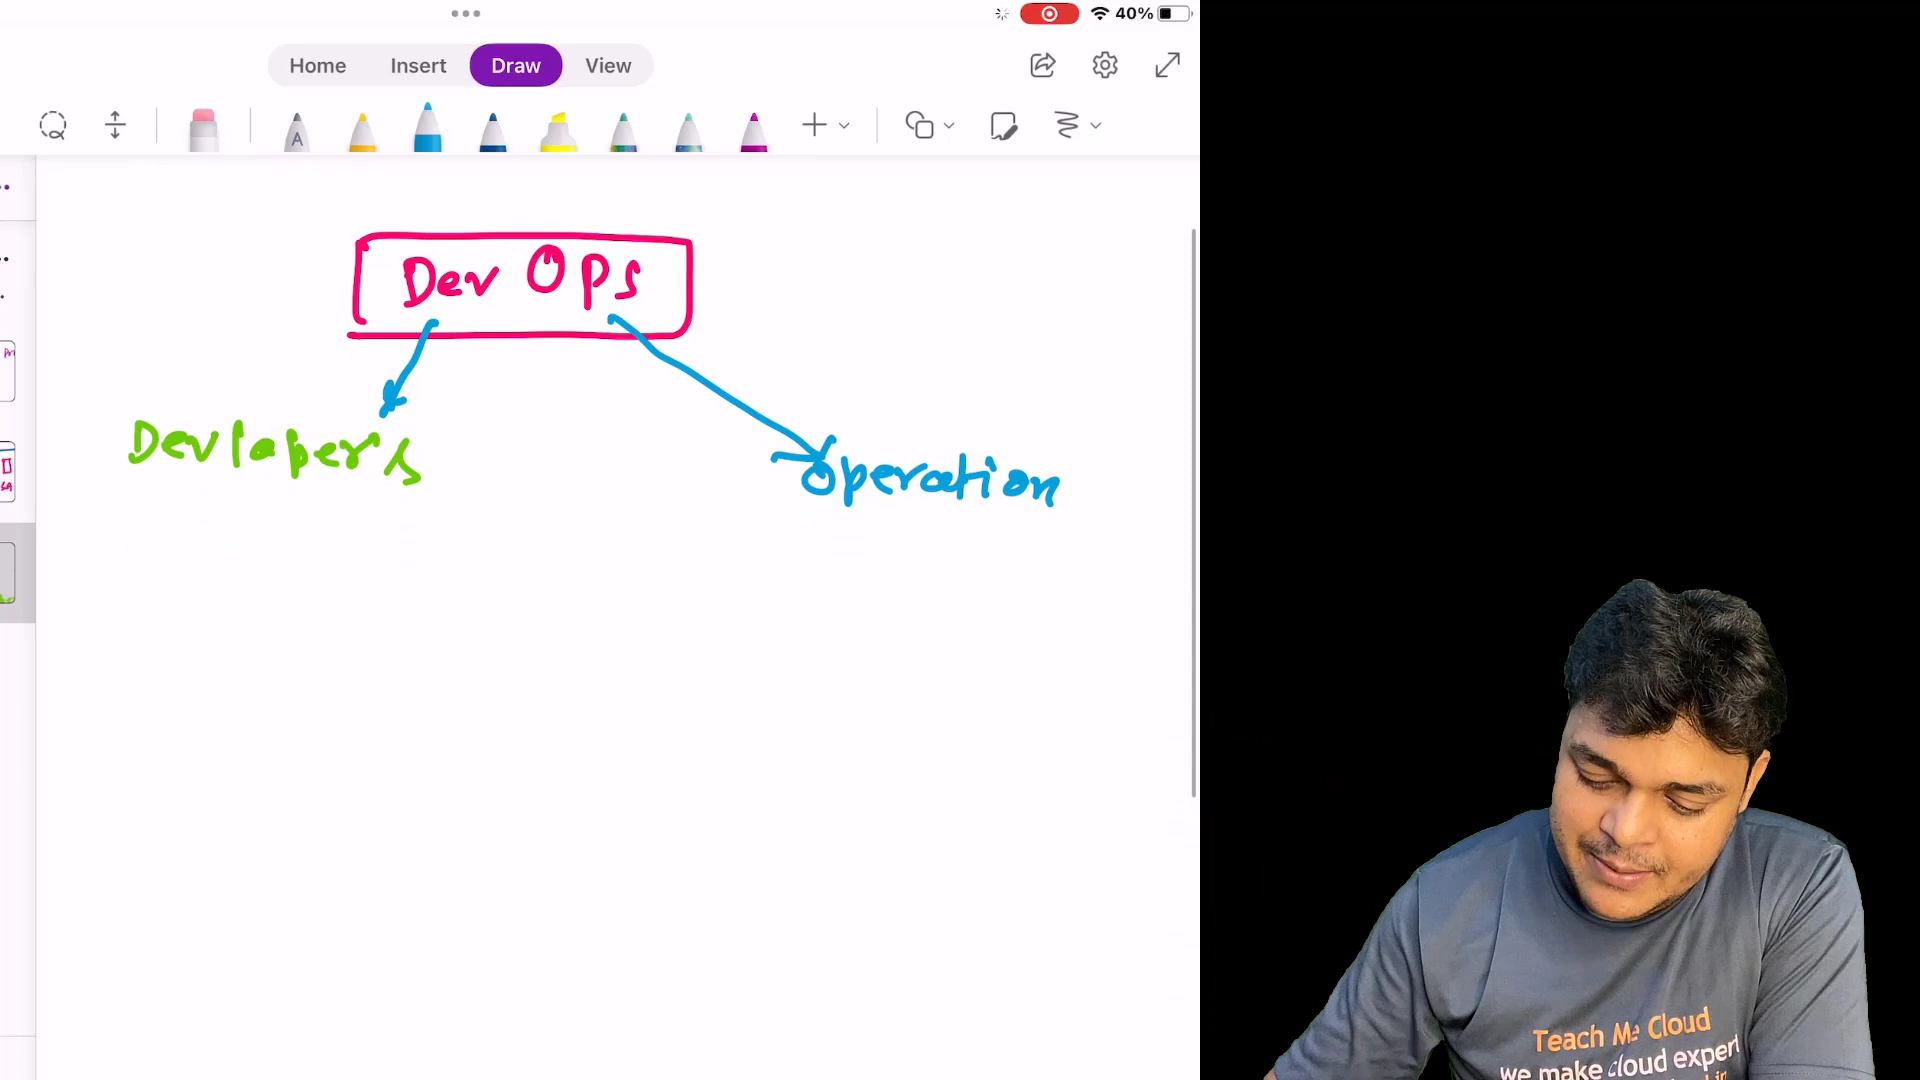 40%
Home Insert Draw View
A
Dev Ops
Devlaper's
operation
Teach Me Cloud
we make cloud expert